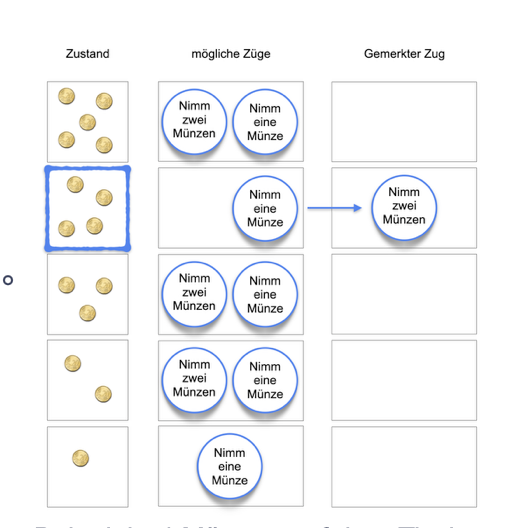 Zustand
mögliche Züge
Gemerkter Zug
Nimm
zwei
Münzen
Nimm
eine
Münze
Nimm
eine
Münze
Nimm
zwei
Münzen
Nimm
zwei
Münzen
Nimm
eine
Münze
Nimm
zwei
Münzen
Nimm
eine
Münze
Nimm
eine
Münze